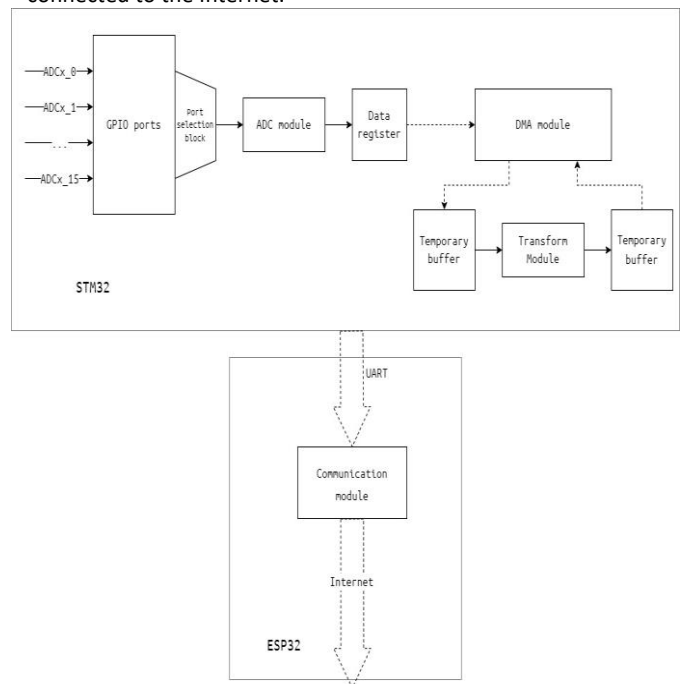 connected to the Internet.
ADCx_0
ADCx_1
...
ADCx_15
GPIO ports
Port
selection
block
ADC module
Data
register
DMA module
Temporary
buffer
Transform
Module
Temporary
buffer
STM32
UART
Communication
module
Internet
ESP32